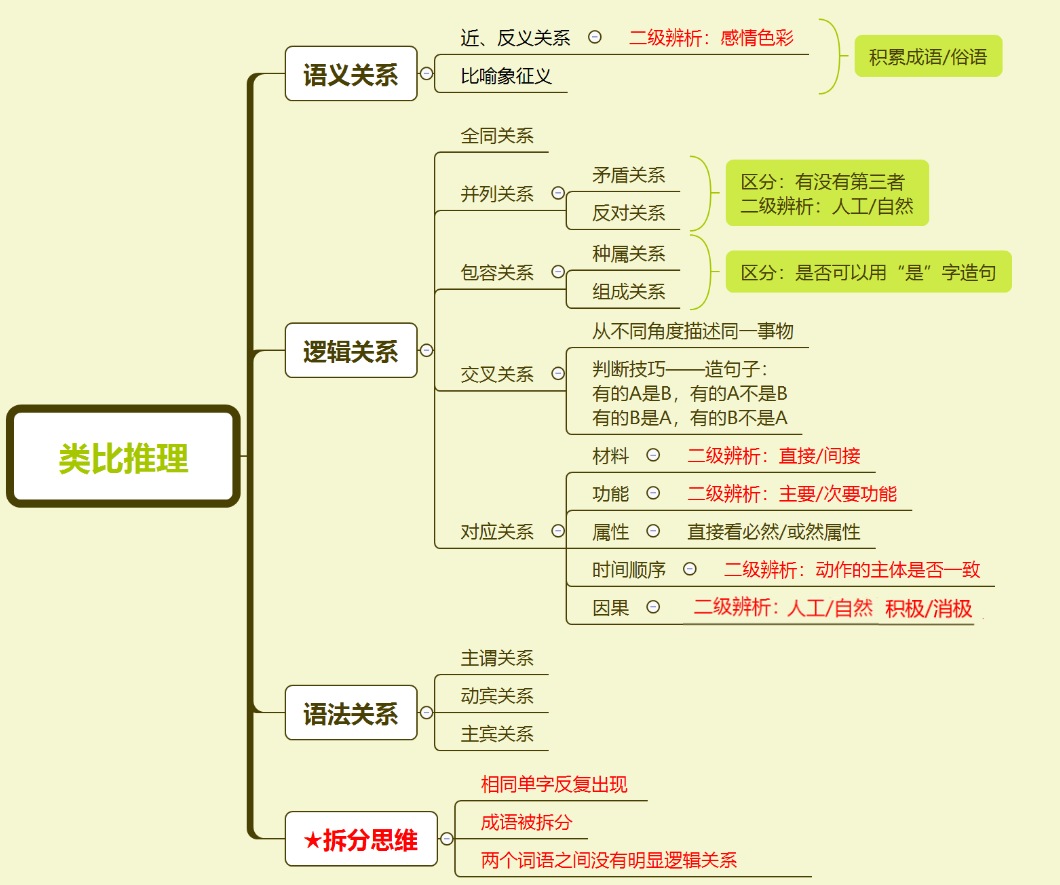 类比推理
语义关系
近、反义关系
二级辨析：感情色彩
比喻象征义
积累成语/俗语
逻辑关系
全同关系
并列关系
矛盾关系
反对关系
区分：有没有第三者
二级辨析：人工/自然
包容关系
种属关系
组成关系
区分：是否可以用“是”字造句
交叉关系
从不同角度描述同一事物
判断技巧——造句子：
有的A是B，有的A不是B
有的B是A，有的B不是A
对应关系
材料
二级辨析：直接/间接
功能
二级辨析：主要/次要功能
属性
直接看必然/或然属性
时间顺序
二级辨析：动作的主体是否一致
因果
二级辨析：人工/自然 积极/消极
语法关系
主谓关系
动宾关系
主宾关系
★拆分思维
相同单字反复出现
成语被拆分
两个词语之间没有明显逻辑关系